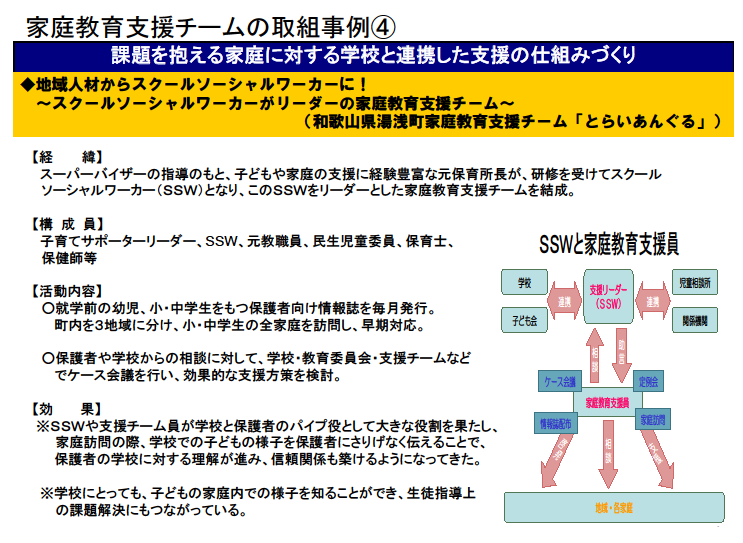 家庭教育支援チームの取組事例④
課題を抱える家庭に対する学校と連携した支援の仕組みづくり
◆地域人材からスクールソーシャルワーカーに！
～スクールソーシャルワーカーがリーダーの家庭教育支援チーム～
（和歌山県湯浅町家庭教育支援チーム「とらいあんぐる」）
【経　　緯】
スーパーバイザーの指導のもと、子どもや家庭の支援に経験豊富な元保育所長が、研修を受けてスクール
ソーシャルワーカー（ＳＳＷ）となり、このＳＳＷをリーダーとした家庭教育支援チームを結成。
【構 成 員】
子育てサポーターリーダー、ＳＳＷ、元教職員、民生児童委員、保育士、
保健師等
【活動内容】
○就学前の幼児、小・中学生をもつ保護者向け情報誌を毎月発行。
町内を３地域に分け、小・中学生の全家庭を訪問し、早期対応。
○保護者や学校からの相談に対して、学校・教育委員会・支援チームなど
でケース会議を行い、効果的な支援方策を検討。
【効　　果】
※ＳＳＷや支援チーム員が学校と保護者のパイプ役として大きな役割を果たし、
家庭訪問の際、学校での子どもの様子を保護者にさりげなく伝えることで、
保護者の学校に対する理解が進み、信頼関係も築けるようになってきた。
※学校にとっても、子どもの家庭内での様子を知ることができ、生徒指導上
の課題解決にもつながっている。
SSWと家庭教育支援員
学校
子ども会
連携
支援リーダー
（ＳＳＷ）
連携
児童相談所
関係機関
相談
助言
ケース会議
定例会
家庭教育支援員
情報誌配布
家庭訪問
相談
地域・各家庭